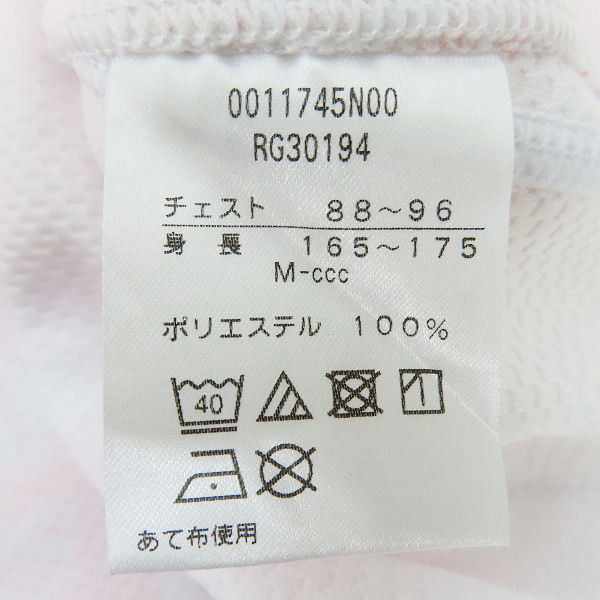 0011745N00
RG30194
チェスト 88～96
身長 165～175
M-ccc
ポリエステル 100%
40
あて布使用